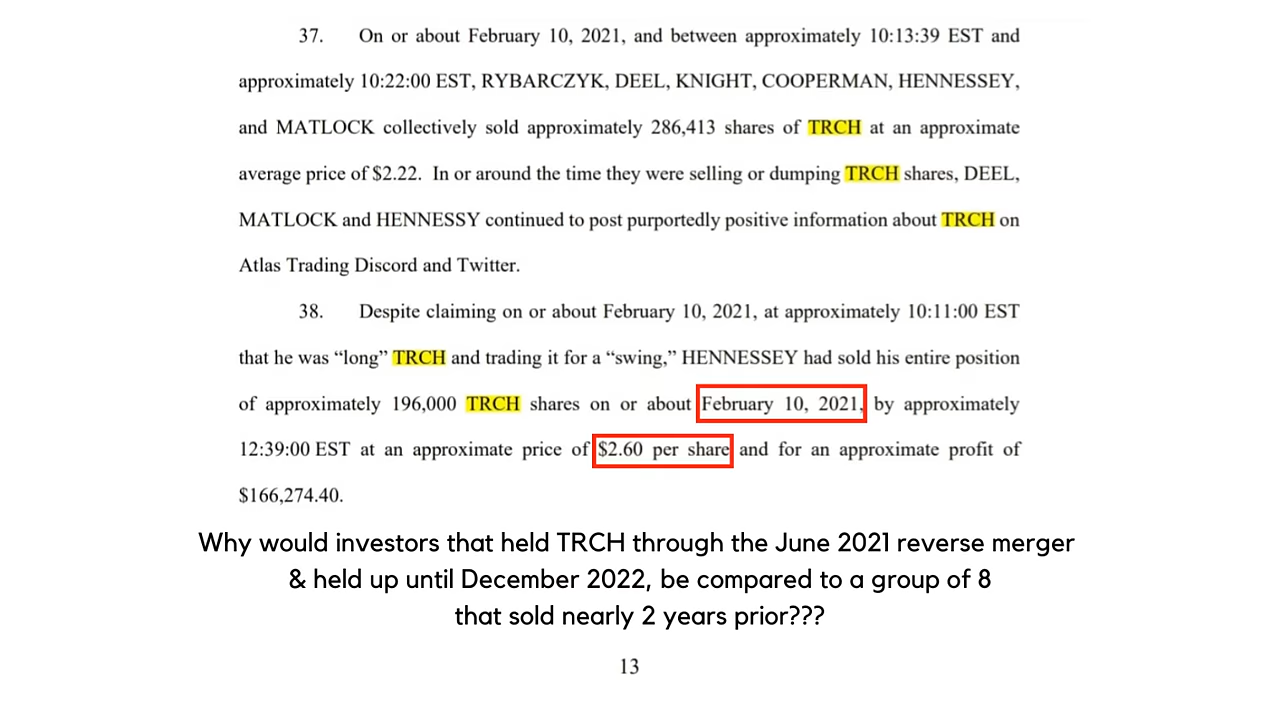 37. On or about February 10, 2021, and between approximately 10:13:39 EST and
approximately 10:22:00 EST, RYBARCZYK, DEEL, KNIGHT, COOPERMAN, HENNESSEY,
and MATLOCK collectively sold approximately 286,413 shares of TRCH at an approximate
average price of $2.22. In or around the time they were selling or dumping TRCH shares, DEEL,
MATLOCK and HENNESSY continued to post purportedly positive information about TRCH on
Atlas Trading Discord and Twitter.
38. Despite claiming on or about February 10, 2021, at approximately 10:11:00 EST
that he was “long” TRCH and trading it for a “swing,” HENNESSEY had sold his entire position
of approximately 196,000 TRCH shares on or about February 10, 2021, by approximately
12:39:00 EST at an approximate price of $2.60 per share and for an approximate profit of
$166,274.40.
Why would investors that held TRCH through the June 2021 reverse merger
& held up until December 2022, be compared to a group of 8
that sold nearly 2 years prior???
13